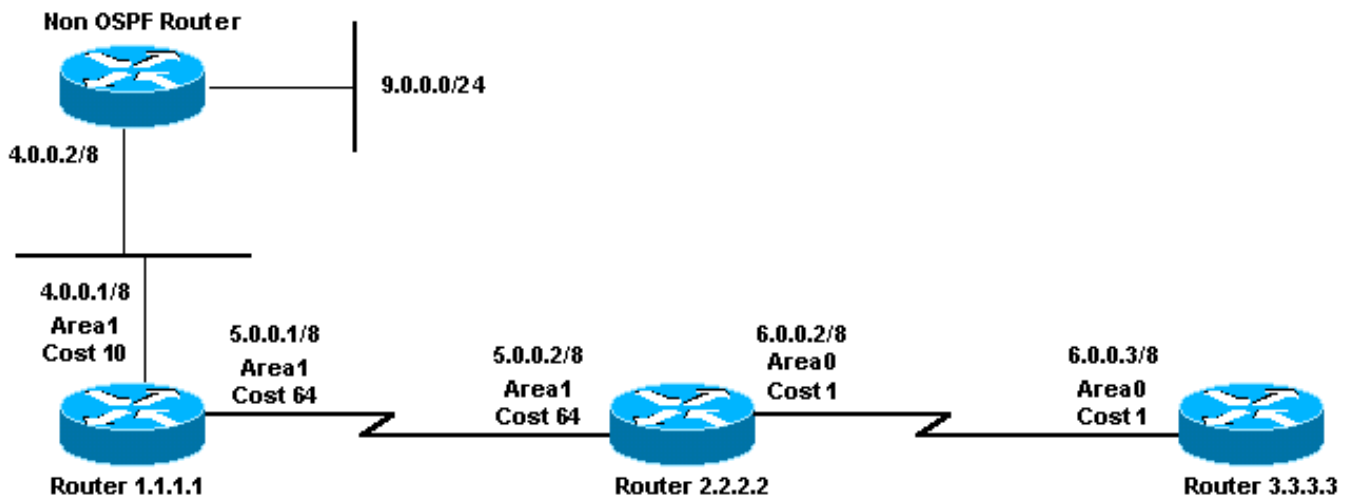 Non OSPF Router
9.0.0.0/24
4.0.0.2/8
4.0.0.1/8
Area1
Cost 10
5.0.0.1/8
Area1
Cost 64
5.0.0.2/8
Area1
Cost 64
6.0.0.2/8
Area0
Cost 1
6.0.0.3/8
Area0
Cost 1
Router 1.1.1.1
Router 2.2.2.2
Router 3.3.3.3